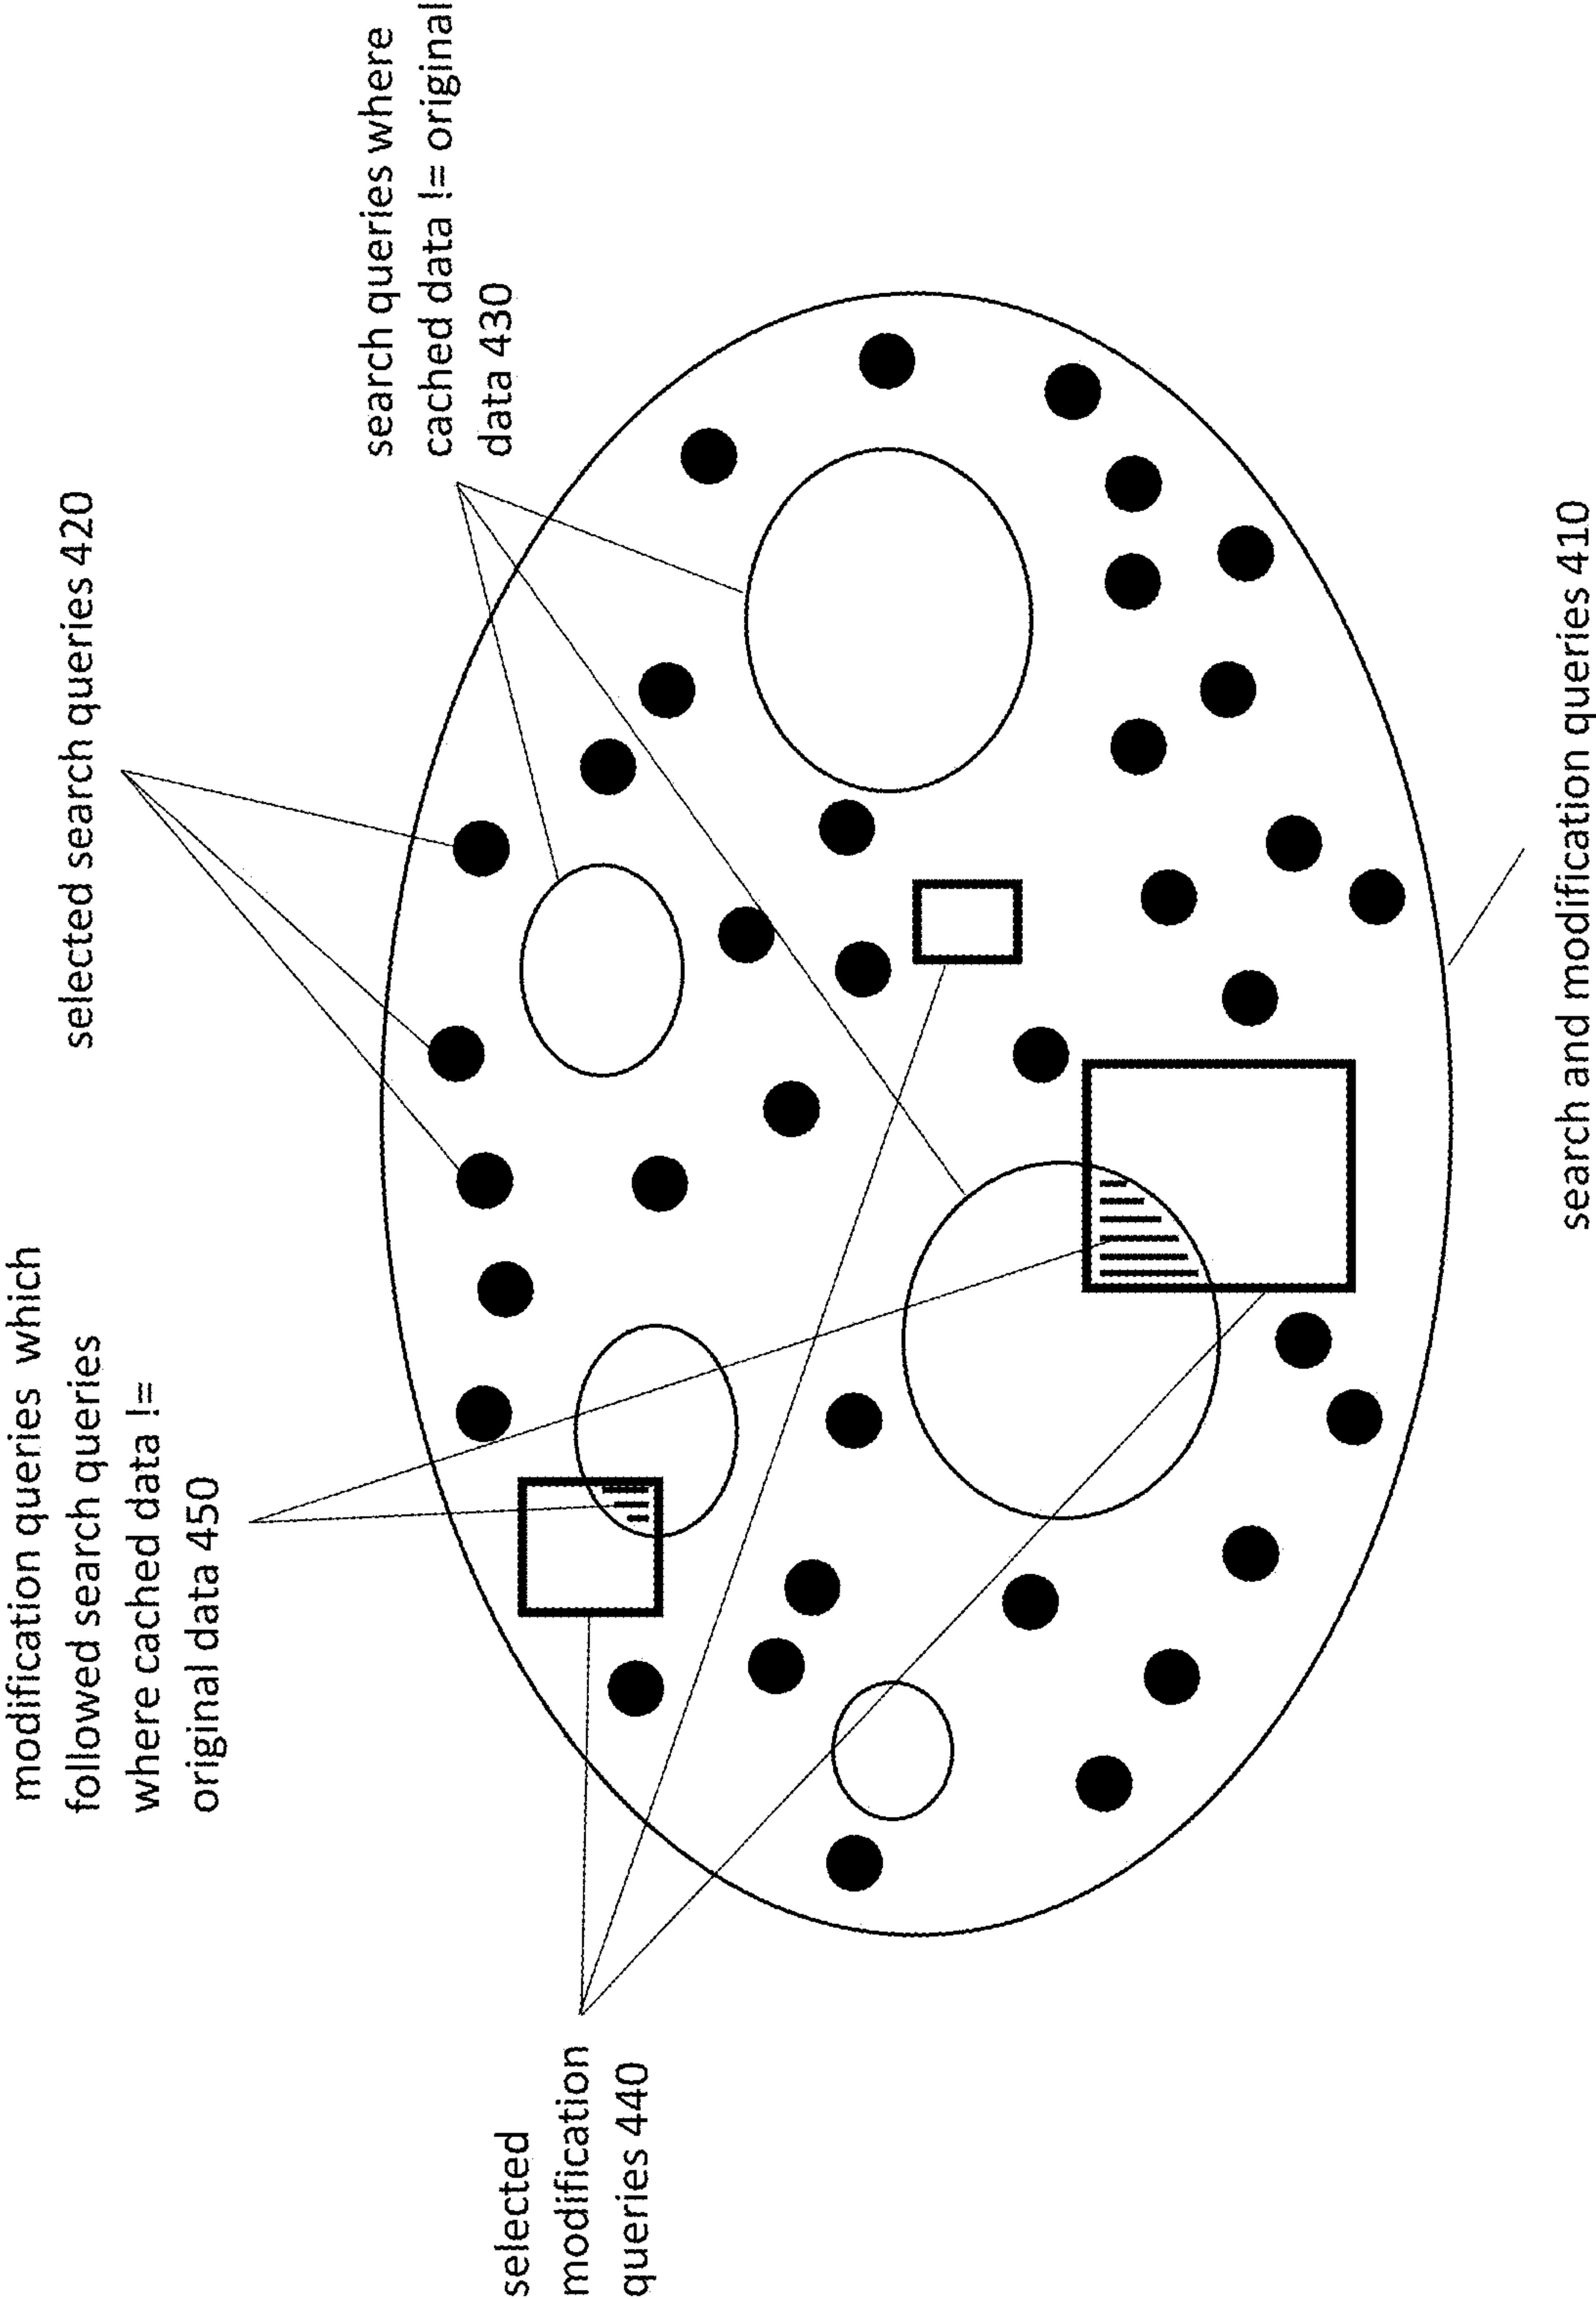 modification queries which
followed search queries
where cached data !=
original data 450
selected search queries 420
search queries where
cached data != original
data 430
selected
modification
queries 440
search and modification queries 410